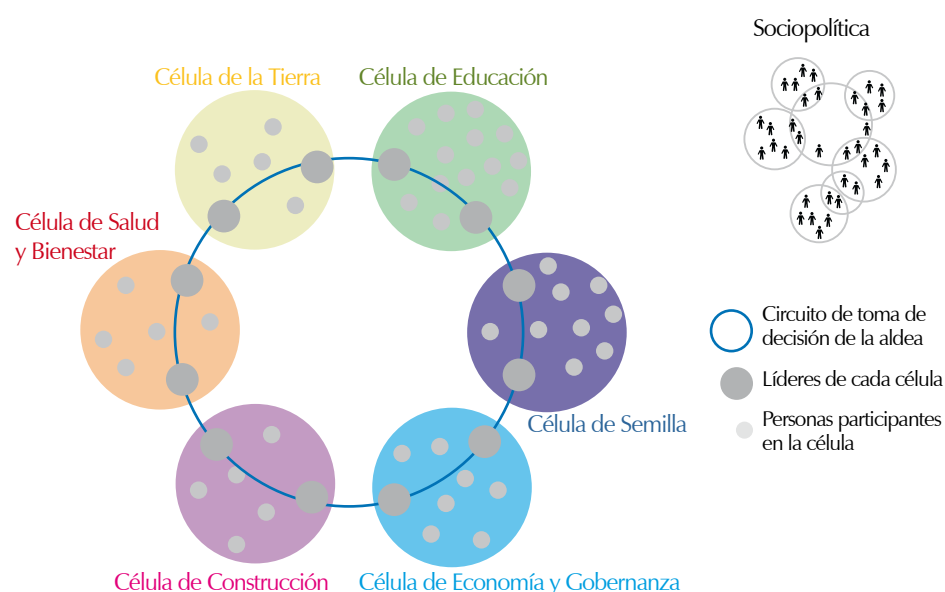 Sociopolítica
Célula de la Tierra
Célula de Educación
Célula de Salud
y Bienestar
Circuito de toma de
decisión de la aldea
Líderes de cada célula
Personas participantes
en la célula
Célula de Semilla
Célula de Construcción
Célula de Economía y Gobernanza